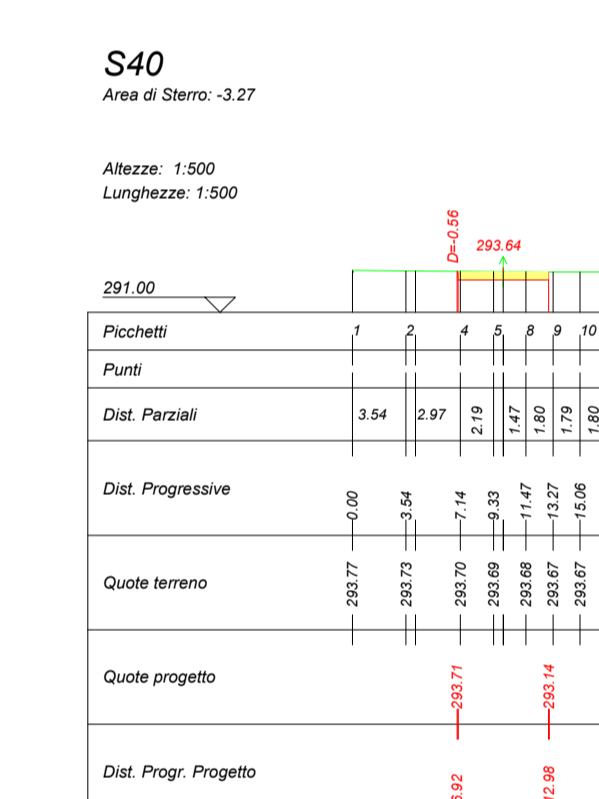 S40
Area di Sterro: -3.27
Altezze: 1:500
Lunghezze: 1:500
D=-0.56
293.64
291.00
Picchetti 1 2 4 5 8 9 10
Punti
Dist. Parziali 3.54 2.97 2.19 1.47 1.80 1.79 1.80
Dist. Progressive 0.00 3.54 7.14 9.33 11.47 13.27 15.06
Quote terreno 293.77 293.73 293.70 293.69 293.68 293.67 293.67
Quote progetto 293.71 293.14
Dist. Progr. Progetto 6.92 12.98